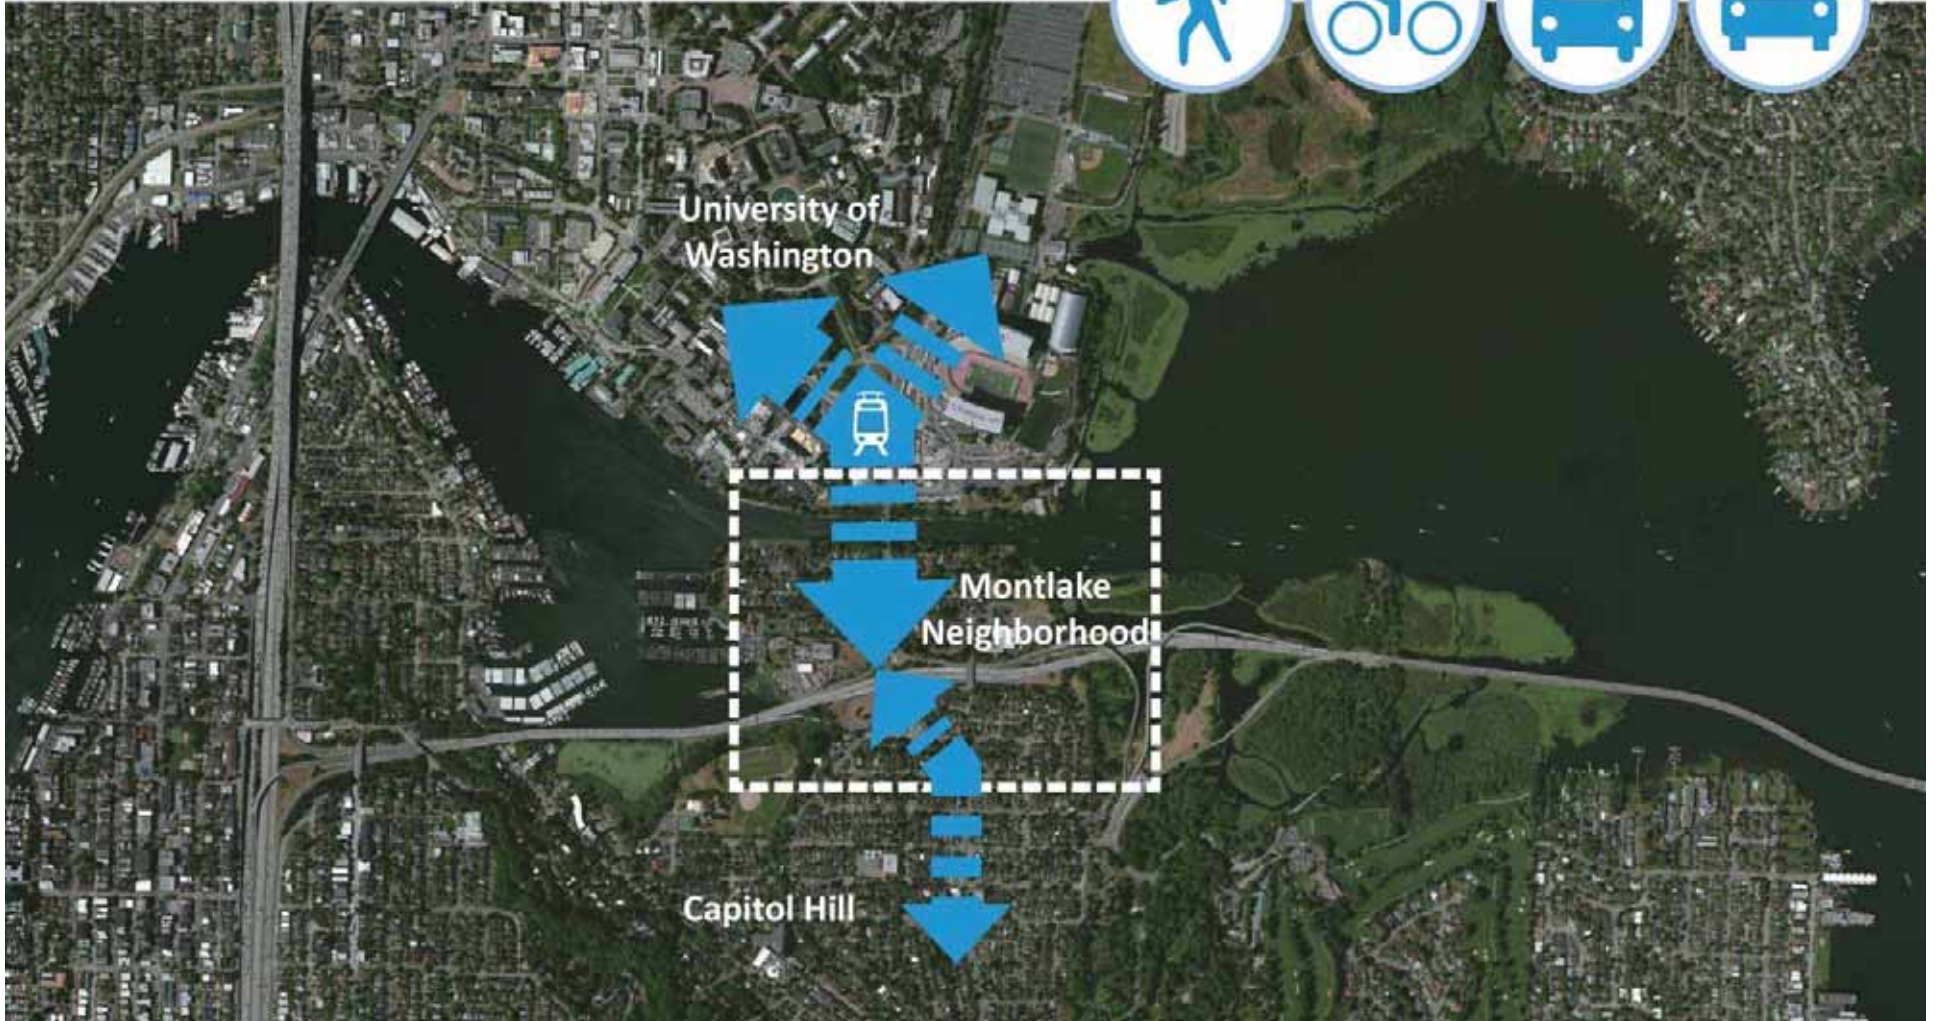 University of
Washington
Montlake
Neighborhood
Capitol Hill